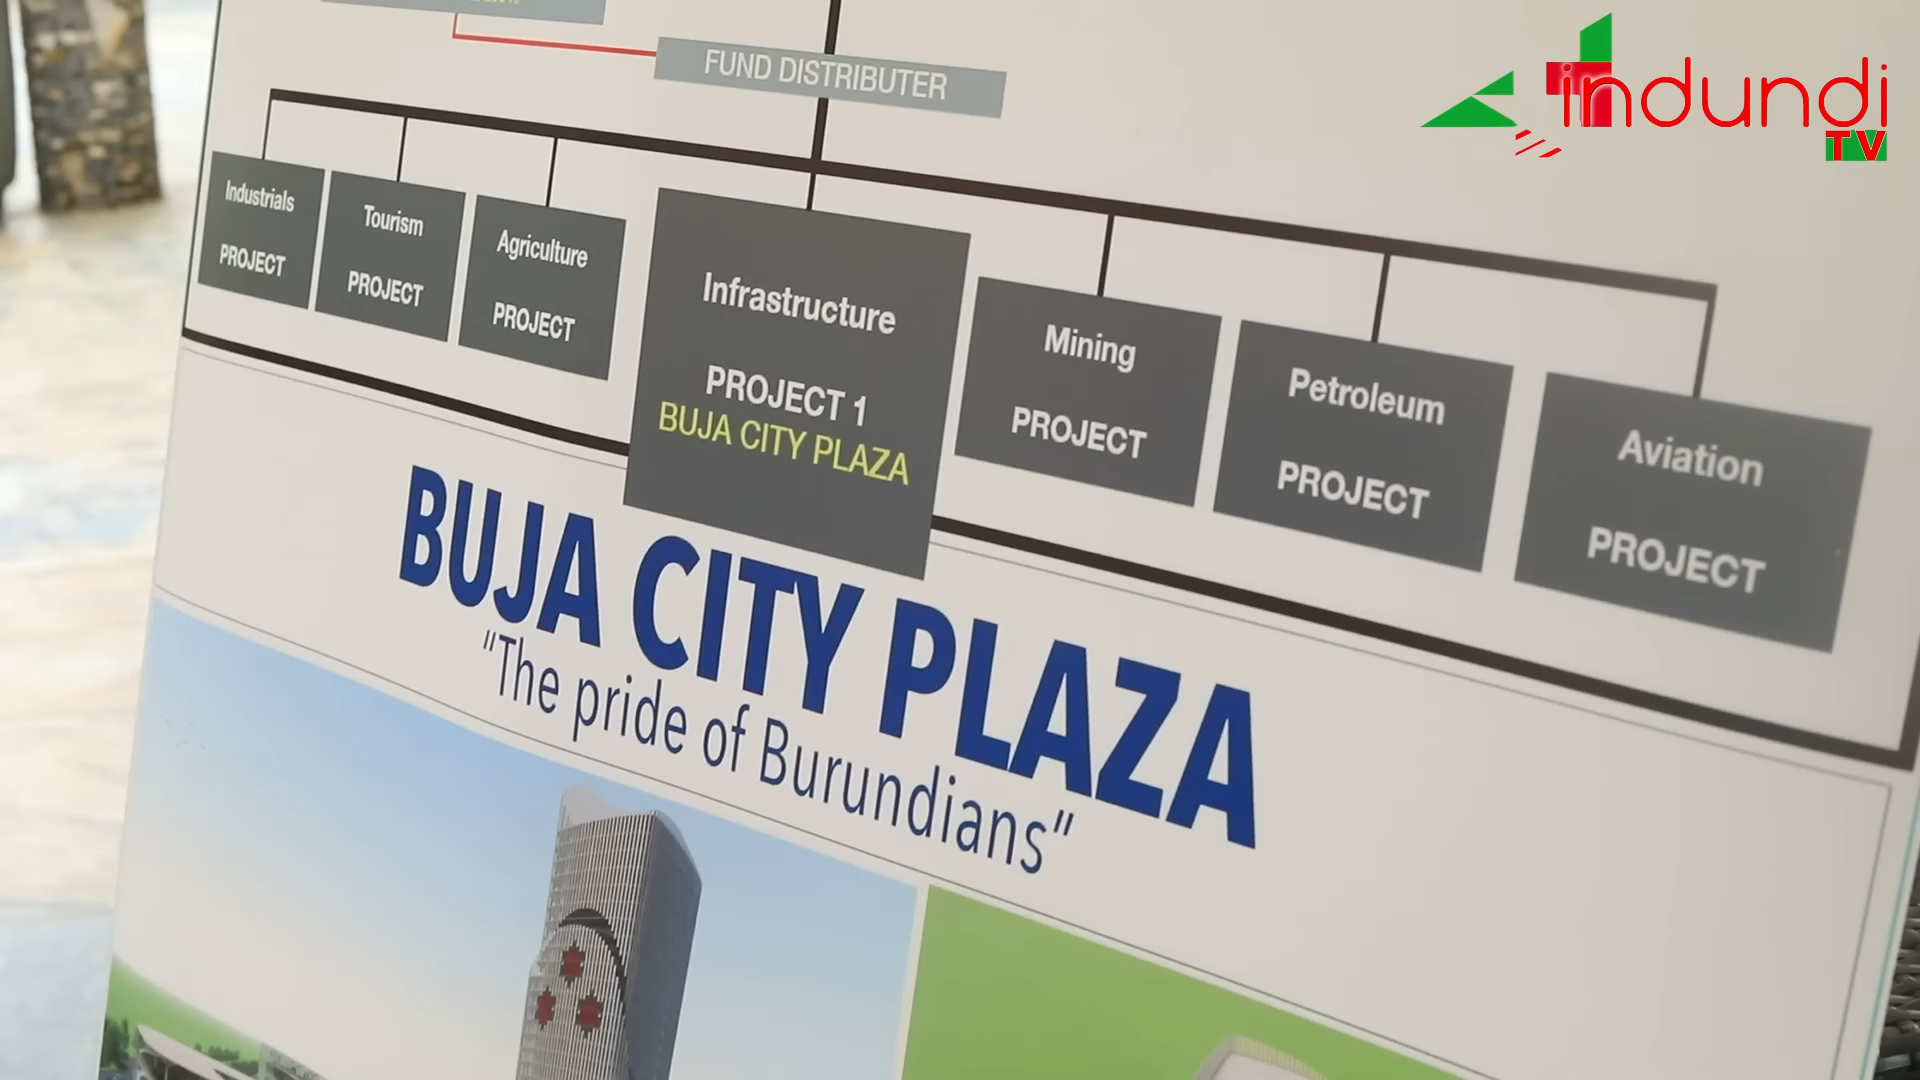 FUND DISTRIBUTER
Industrials
PROJECT
Tourism
PROJECT
Agriculture
PROJECT
Infrastructure
PROJECT 1
BUJA CITY PLAZA
Mining
PROJECT
Petroleum
PROJECT
Aviation
PROJECT
BUJA CITY PLAZA
"The pride of Burundians"
indundi
TV